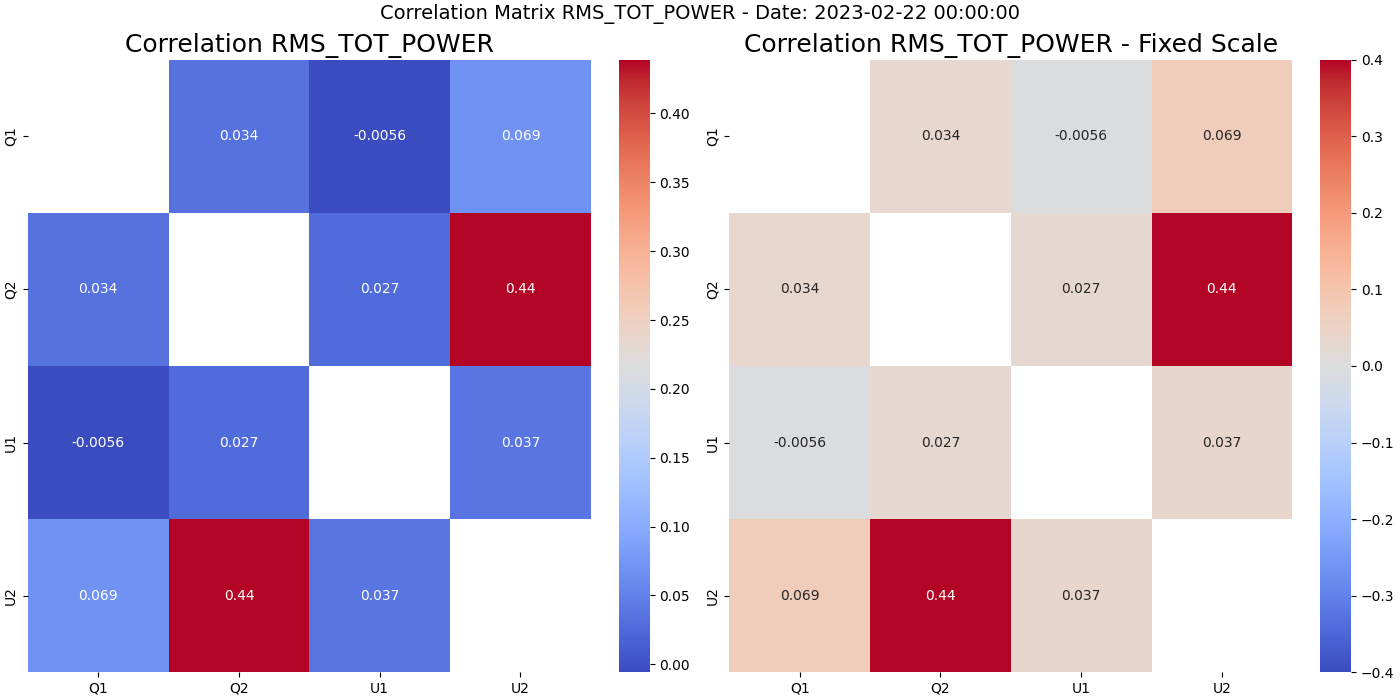 Correlation Matrix RMS_TOT_POWER - Date: 2023-02-22 00:00:00
Correlation RMS_TOT_POWER
Q1
0.034
-0.0056
0.069
Q2
0.034
0.027
0.44
U1
-0.0056
0.027
0.037
U2
0.069
0.44
0.037
Q1
Q2
U1
U2
0.40
0.35
0.30
0.25
0.20
0.15
0.10
0.05
0.00
Correlation RMS_TOT_POWER - Fixed Scale
Q1
0.034
-0.0056
0.069
Q2
0.034
0.027
0.44
U1
-0.0056
0.027
0.037
U2
0.069
0.44
0.037
Q1
Q2
U1
U2
0.4
0.3
0.2
0.1
0.0
−0.1
−0.2
−0.3
−0.4